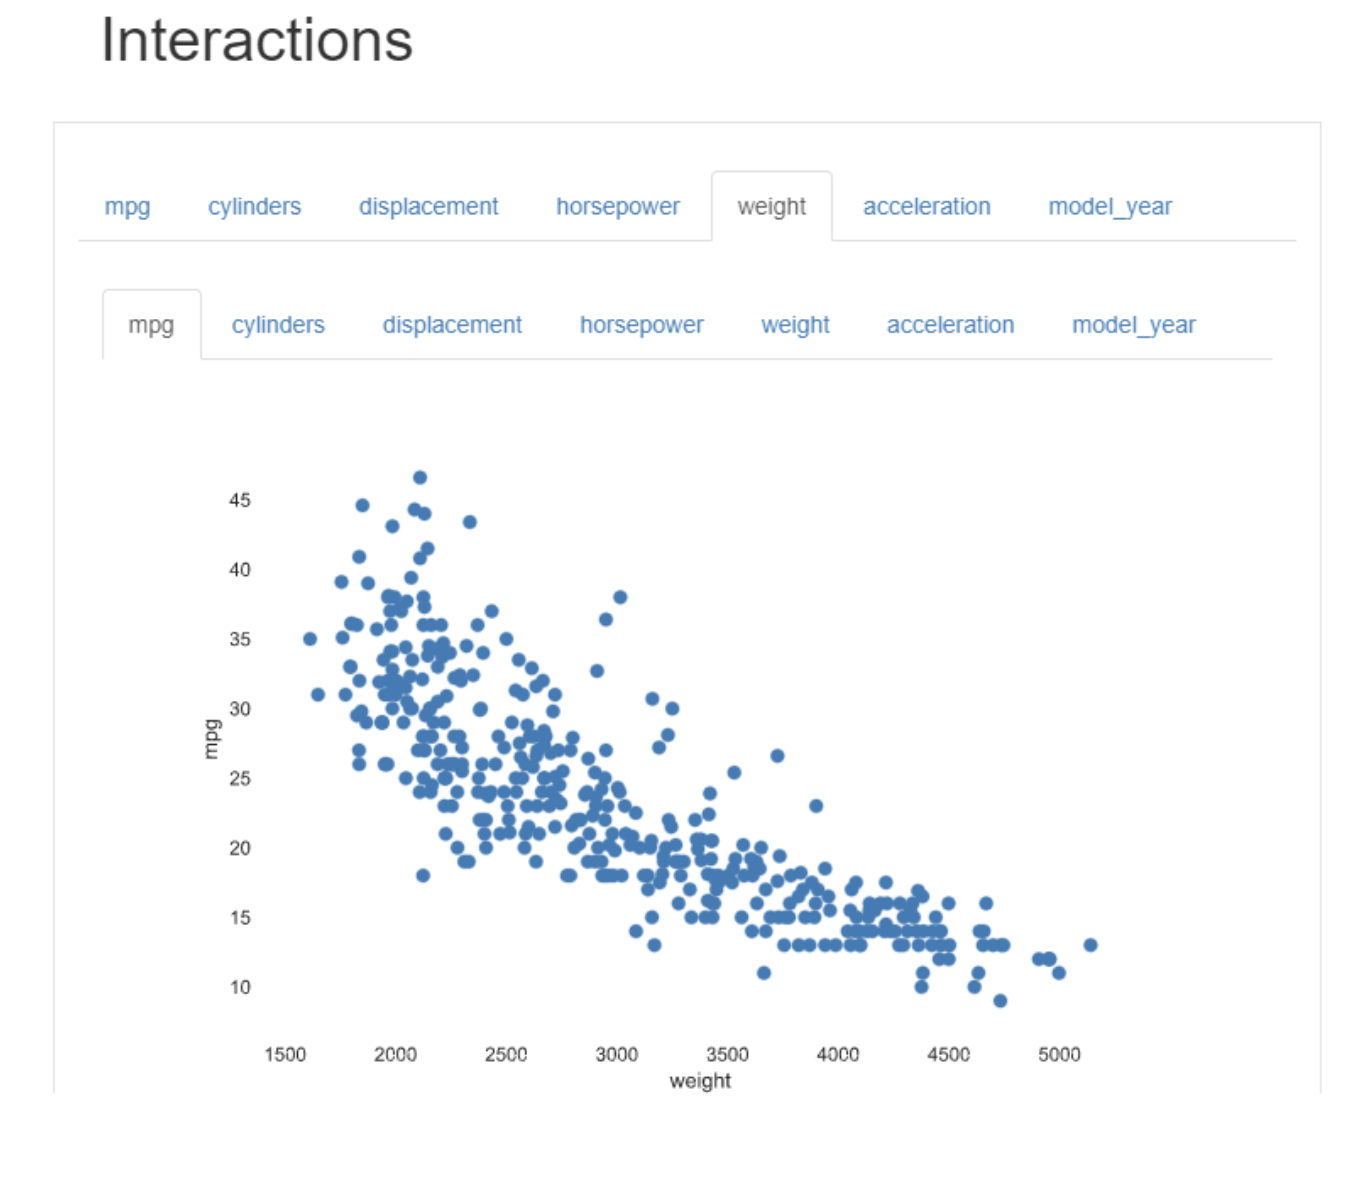 Interactions
mpg cylinders displacement horsepower weight acceleration model_year
mpg cylinders displacement horsepower weight acceleration model_year
45
40
35
30
mpg
25
20
15
10
1500 2000 2500 3000 3500 4000 4500 5000
weight